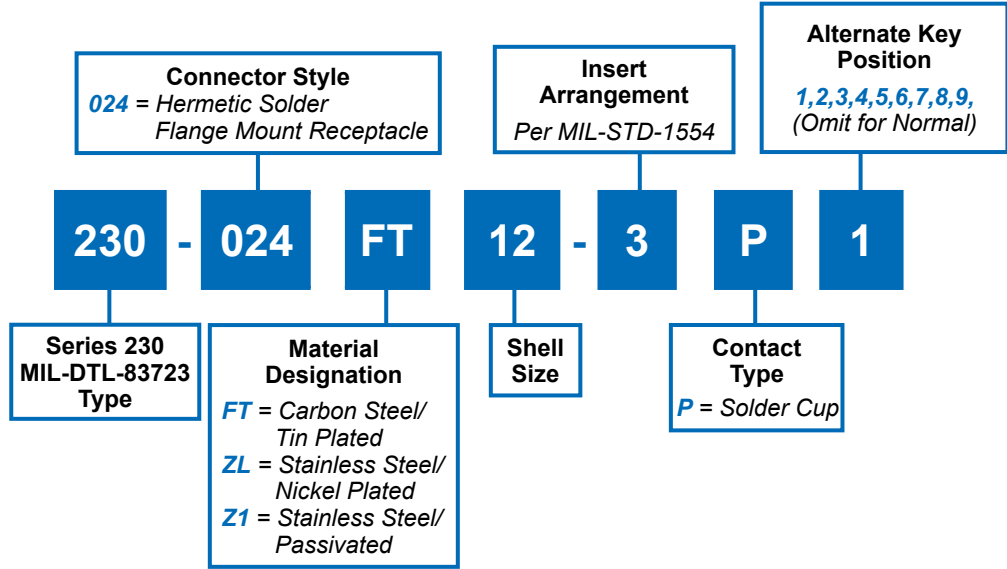 Connector Style
024 = Hermetic Solder
Flange Mount Receptacle
Insert
Arrangement
Per MIL-STD-1554
Alternate Key
Position
1,2,3,4,5,6,7,8,9,
(Omit for Normal)
230 - 024 FT 12 - 3 P 1
Series 230
MIL-DTL-83723
Type
Material
Designation
FT = Carbon Steel/
Tin Plated
ZL = Stainless Steel/
Nickel Plated
Z1 = Stainless Steel/
Passivated
Shell
Size
Contact
Type
P = Solder Cup